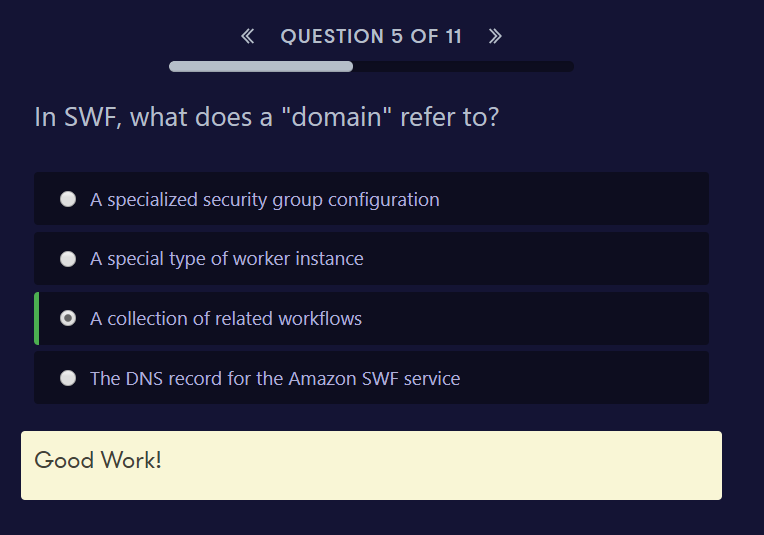 « QUESTION 5 OF 11 »
In SWF, what does a "domain" refer to?
A specialized security group configuration
A special type of worker instance
A collection of related workflows
The DNS record for the Amazon SWF service
Good Work!